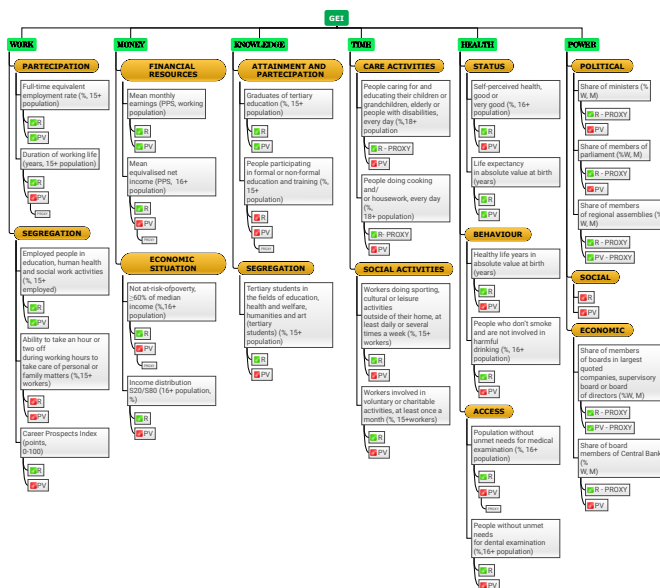 GEI
WORK
PARTICIPATION
Full-time equivalent
employment rate (%, 15+
population)
R
PV
Duration of working life
(years, 15+ population)
R
PV
PROXY
SEGREGATION
Employed people in
education, human health
and social work activities
(%, 15+
employed)
R
PV
Ability to take an hour or
two off
during working hours to
take care of personal or
family matters (%,15+
workers)
R
PV
Career Prospects Index
(points,
0-100)
R
PV
MONEY
FINANCIAL
RESOURCES
Mean monthly
earnings (PPS, working
population)
R
PV
Mean
equivalised net
income (PPS, 16+
population)
R
PV
PROXY
ECONOMIC
SITUATION
Not at-risk-ofpoverty,
≥60% of median
income (%,16+
population)
R
PV
PROXY
Income distribution
S20/S80 (16+ population,
%)
R
PV
KNOWLEDGE
ATTAINMENT AND
PARTICIPATION
Graduates of tertiary
education (%, 15+
population)
R
PV
People participating
in formal or non-formal
education and training (%,
15+
population)
R
PV
PROXY
SEGREGATION
Tertiary students in
the fields of education,
health and welfare,
humanities and art
(tertiary
students) (%, 15+
population)
R
PV
TIME
CARE ACTIVITIES
People caring for and
educating their children or
grandchildren, elderly or
people with disabilities,
every day (%,18+
population
R - PROXY
PV
People doing cooking
and/
or housework, every day
(%,
18+ population)
R- PROXY
PV
SOCIAL ACTIVITIES
Workers doing sporting,
cultural or leisure
activities
outside of their home, at
least daily or several
times a week (%, 15+
workers)
R
PV
Workers involved in
voluntary or charitable
activities, at least once a
month (%, 15+workers)
R
PV
HEALTH
STATUS
Self-perceived health,
good or
very good (%, 16+
population)
R
PV
Life expectancy
in absolute value at birth
(years)
R
PV
BEHAVIOUR
Healthy life years in
absolute value at birth
(years)
R
PV
People who don't smoke
and are not involved in
harmful
drinking (%, 16+
population)
R
PV
ACCESS
Population without
unmet needs for medical
examination (%, 16+
population)
R
PV
PROXY
People without unmet
needs
for dental examination
(%,16+ population)
R
PV
POWER
POLITICAL
Share of ministers (%
W, M)
R - PROXY
PV
Share of members of
parliament (%W, M)
R - PROXY
PV
Share of members
of regional assemblies (%
W, M)
R - PROXY
PV - PROXY
SOCIAL
R
PV
ECONOMIC
Share of members
of boards in largest
quoted
companies, supervisory
board or board
of directors (%W, M)
R - PROXY
PV - PROXY
Share of board
members of Central Bank
(%
W, M)
R - PROXY
PV